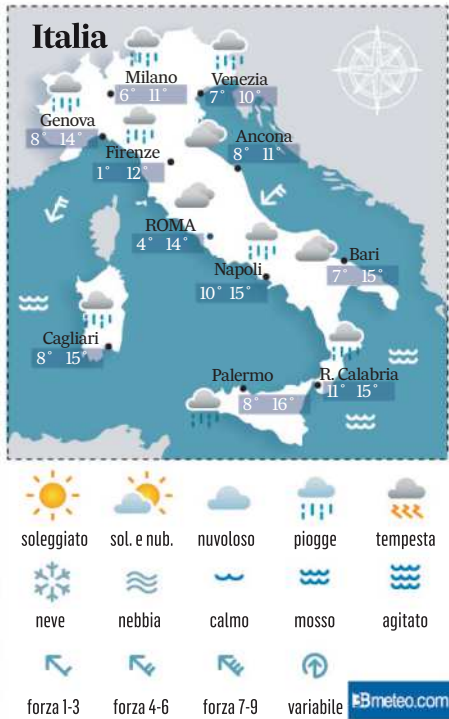 Italia
Milano
6° 11°
Venezia
7° 10°
Genova
8° 14°
Firenze
1° 12°
Ancona
8° 11°
ROMA
4° 14°
Napoli
10° 15°
Bari
7° 15°
Cagliari
8° 15°
Palermo
8° 16°
R. Calabria
11° 15°
soleggiato sol. e nub. nuvoloso piogge tempesta
neve nebbia calmo mosso agitato
forza 1-3 forza 4-6 forza 7-9 variabile
3Bmeteo.com